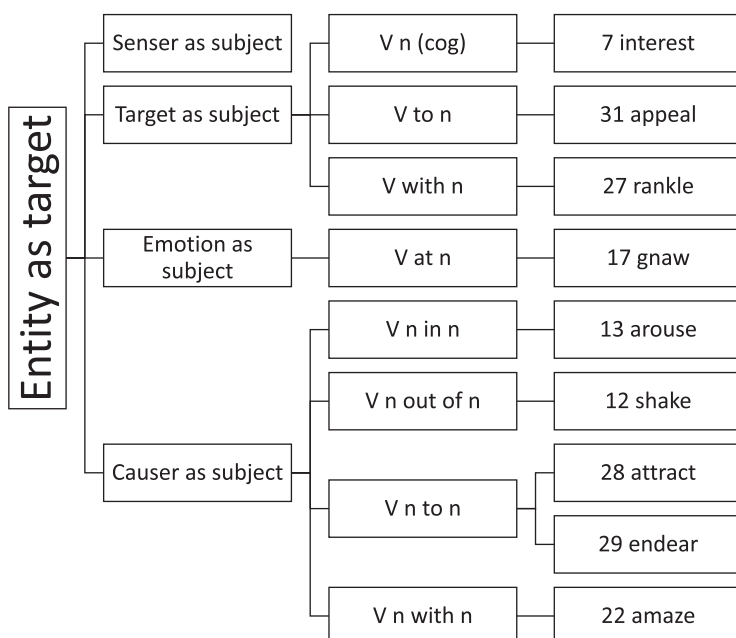 Entity as target
Senser as subject
V n (cog)
7 interest
Target as subject
V to n
31 appeal
V with n
27 rankle
Emotion as
subject
V at n
17 gnaw
Causer as subject
V n in n
13 arouse
V n out of n
12 shake
V n to n
28 attract
29 endear
V n with n
22 amaze